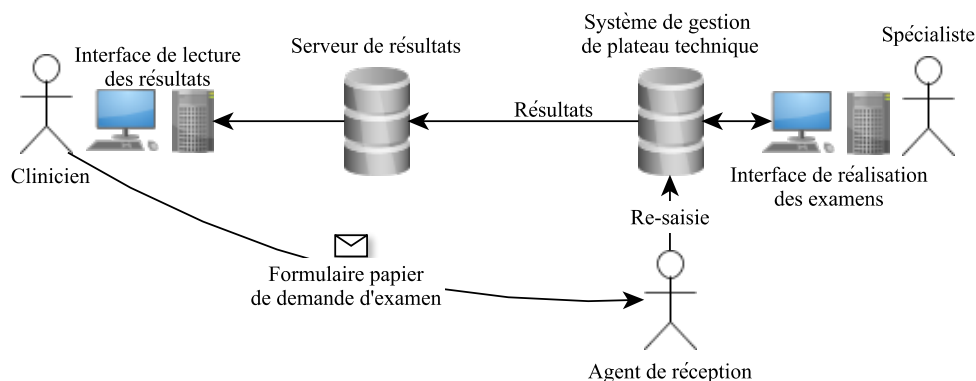 Système de gestion
de plateau technique
Spécialiste
Serveur de résultats
Interface de lecture
des résultats
Résultats
Clinicien
Interface de réalisation
des examens
Re-saisie
Formulaire papier
de demande d'examen
Agent de réception